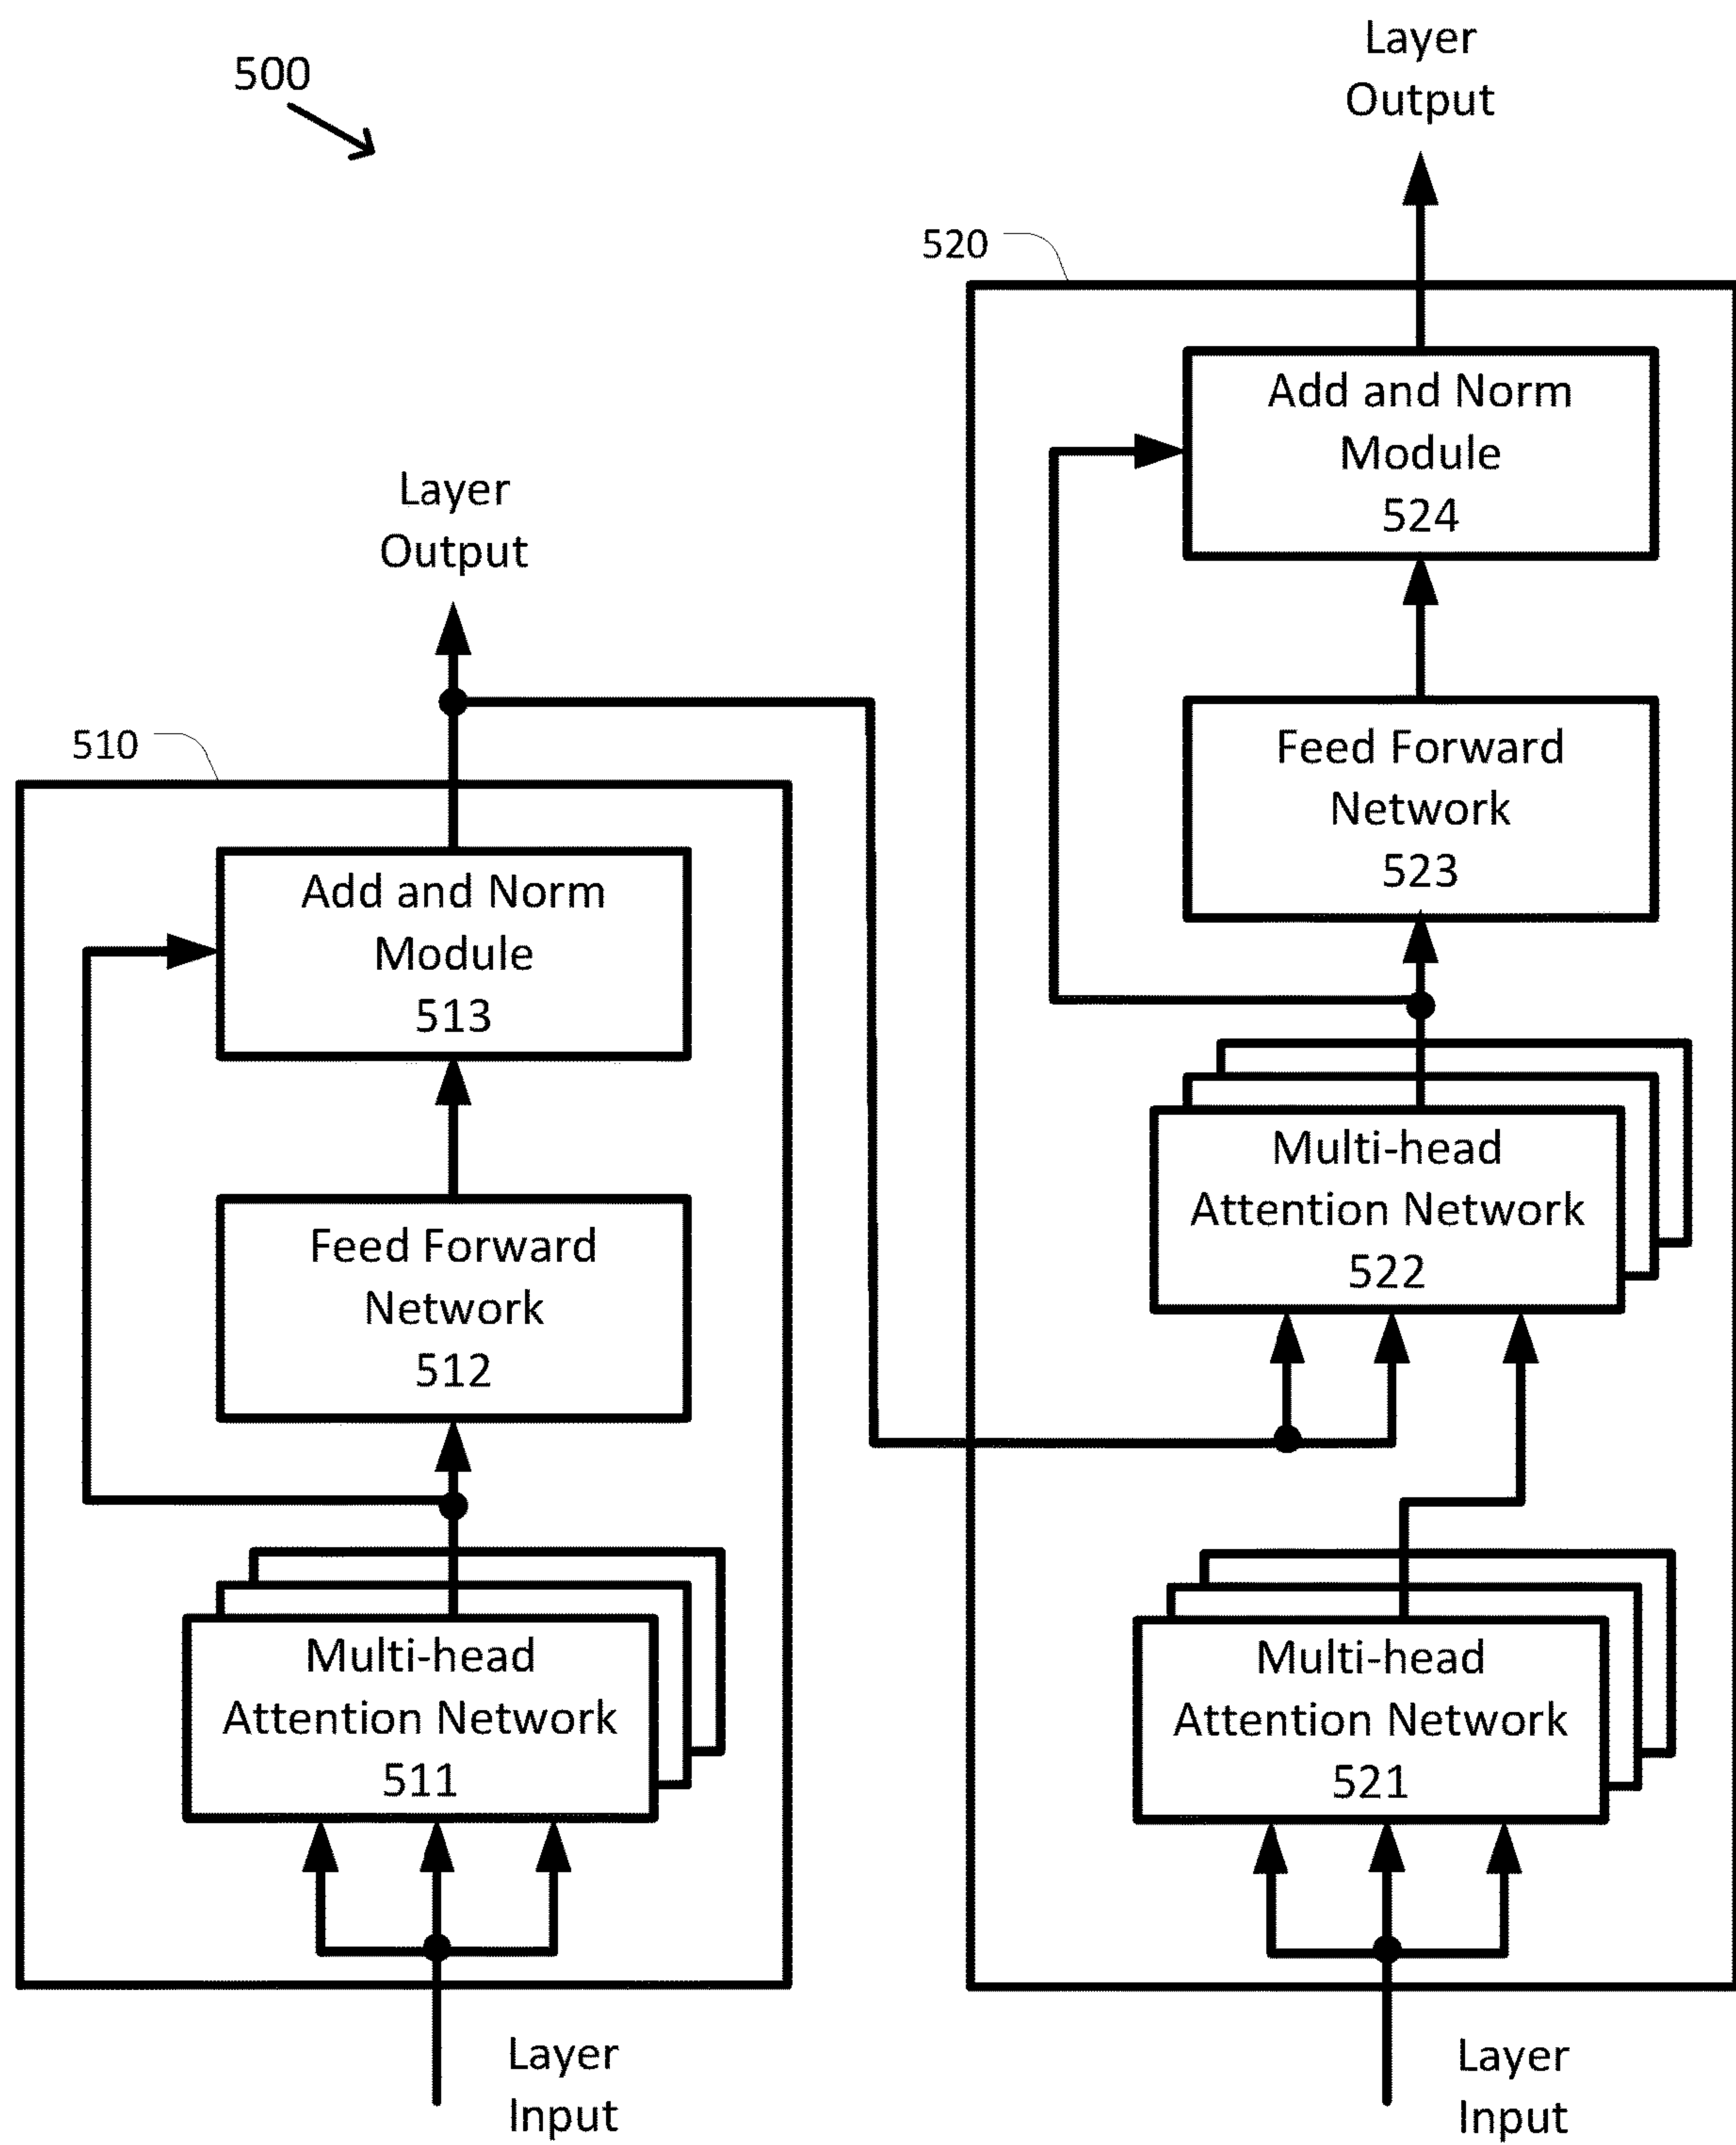 500
Layer
Output
520
Add and Norm
Module
524
Feed Forward
Network
523
Multi-head
Attention Network
522
Multi-head
Attention Network
521
Layer
Input
Layer
Output
510
Add and Norm
Module
513
Feed Forward
Network
512
Multi-head
Attention Network
511
Layer
Input